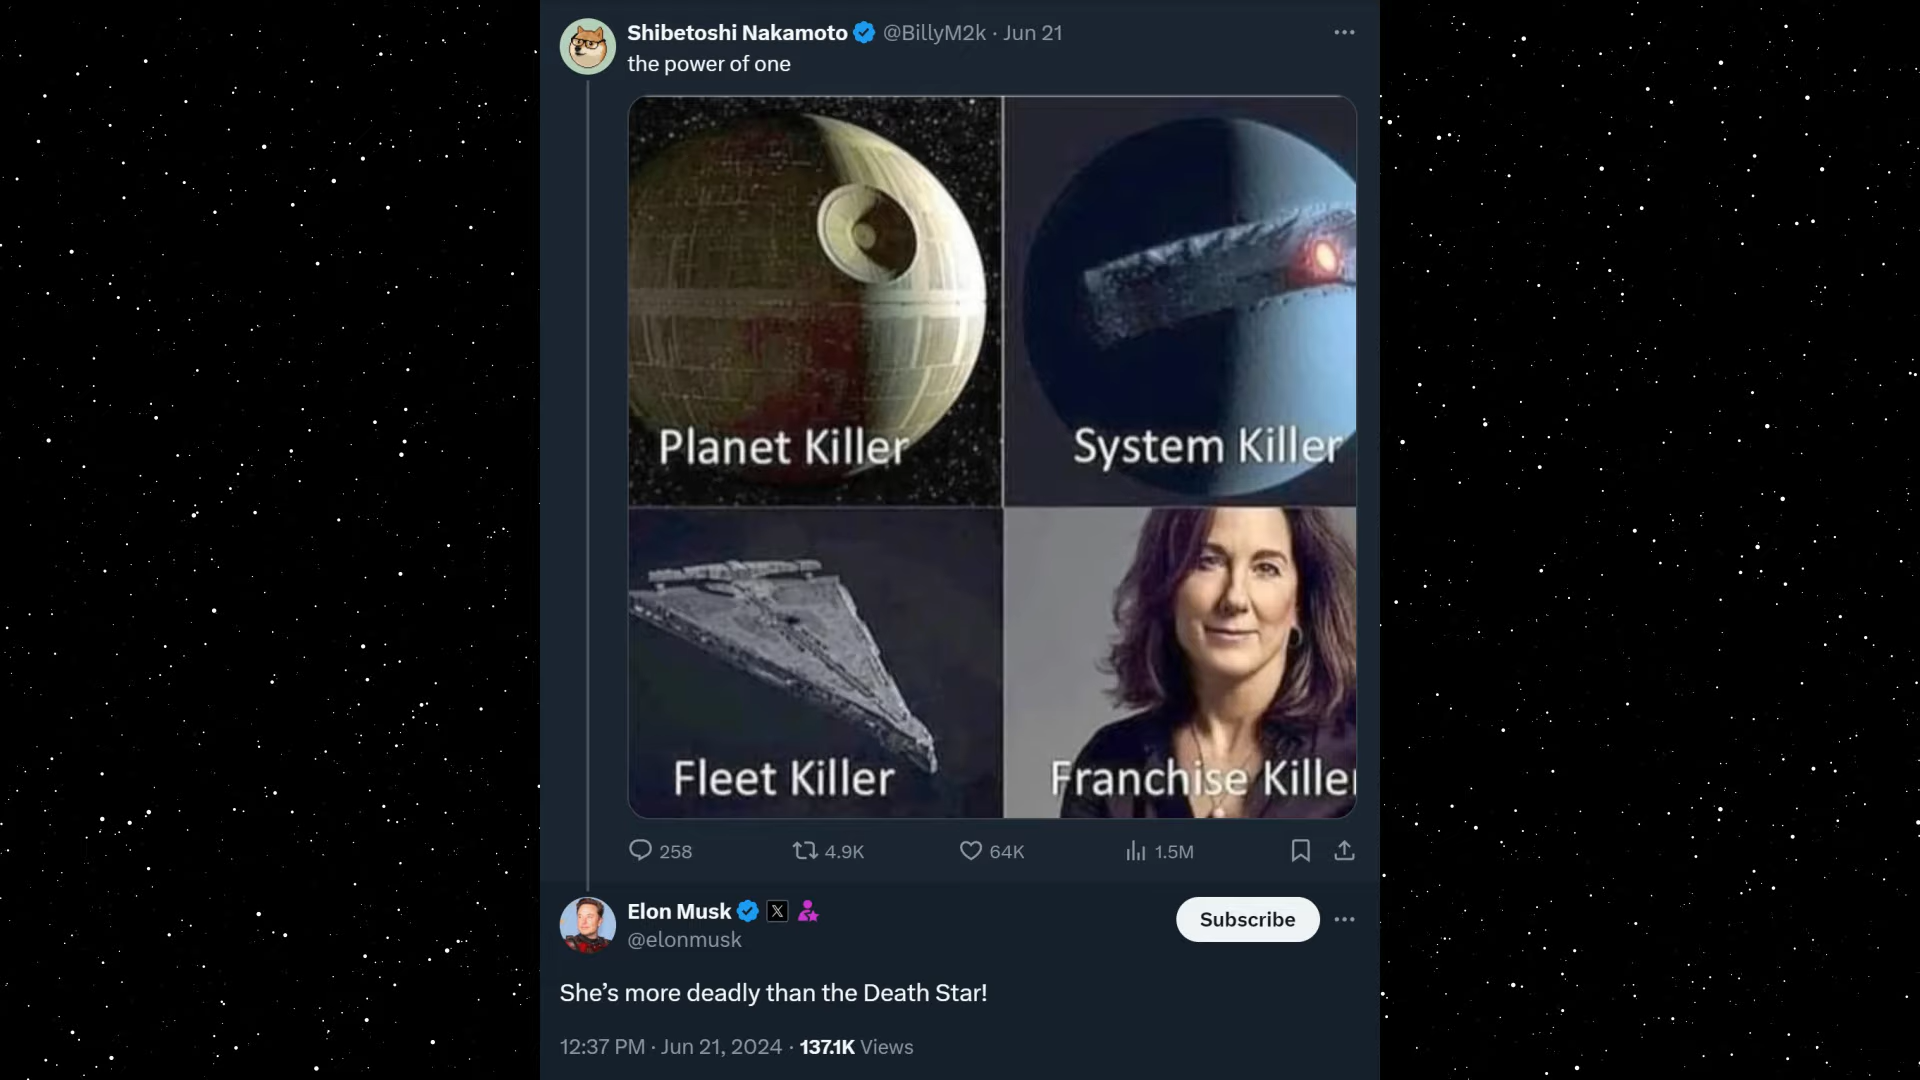 Shibetoshi Nakamoto @BillyM2k · Jun 21
the power of one
Planet Killer
System Killer
Fleet Killer
Franchise Killer
258 4.9K 64K 1.5M
Elon Musk
Subscribe
@elonmusk
She’s more deadly than the Death Star!
12:37 PM · Jun 21, 2024 · 137.1K Views